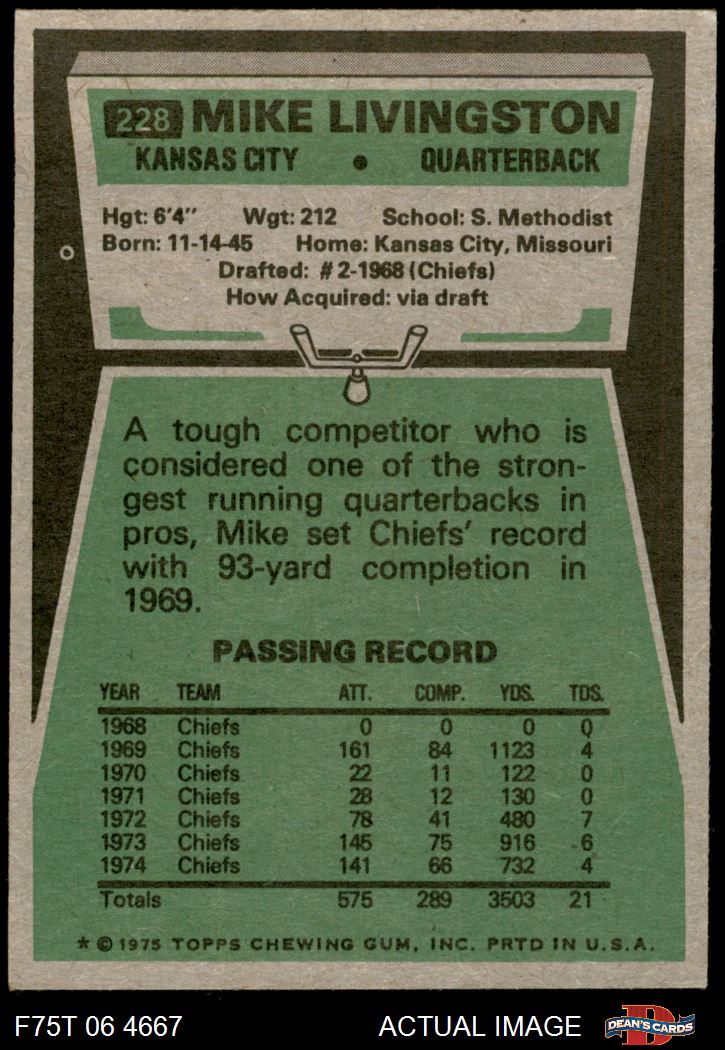 228 MIKE LIVINGSTON
KANSAS CITY • QUARTERBACK
Hgt: 6'4" Wgt: 212 School: S. Methodist
Born: 11-14-45 Home: Kansas City, Missouri
Drafted: #2-1968 (Chiefs)
How Acquired: via draft
A tough competitor who is
considered one of the stron-
gest running quarterbacks in
pros, Mike set Chiefs' record
with 93-yard completion in
1969.
PASSING RECORD
YEAR TEAM ATT. COMP. YDS. TDS.
1968 Chiefs 0 0 0 0
1969 Chiefs 161 84 1123 4
1970 Chiefs 22 11 122 0
1971 Chiefs 28 12 130 0
1972 Chiefs 78 41 480 7
1973 Chiefs 145 75 916 6
1974 Chiefs 141 66 732 4
Totals 575 289 3503 21
* © 1975 TOPPS CHEWING GUM, INC. PRTD IN U.S.A.
F75T 06 4667 ACTUAL IMAGE D DEAN'S CARDS